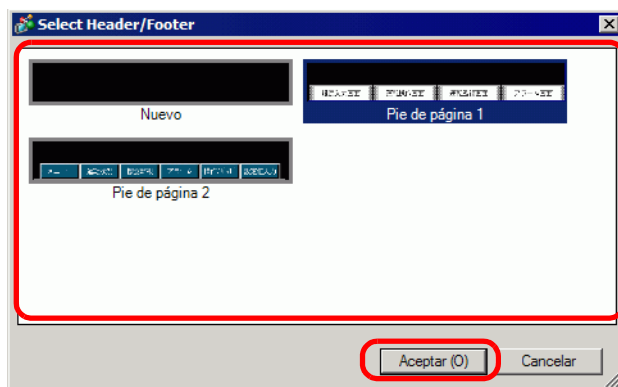 Select Header/Footer
Nuevo
Pie de página 1
Pie de página 2
Aceptar (O)
Cancelar